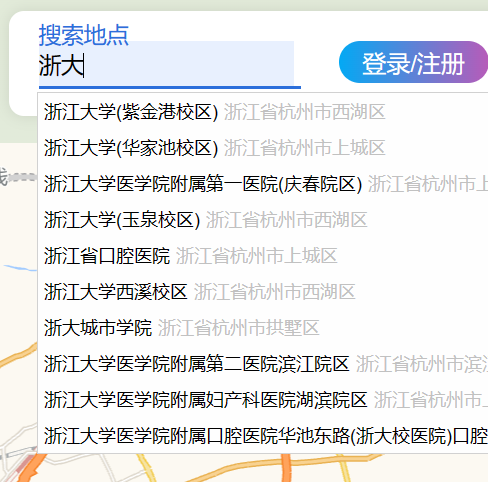 搜索地点
浙大
登录/注册
浙江大学(紫金港校区) 浙江省杭州市西湖区
浙江大学(华家池校区) 浙江省杭州市上城区
浙江大学医学院附属第一医院(庆春院区) 浙江省杭州市上
浙江大学(玉泉校区) 浙江省杭州市西湖区
浙江省口腔医院 浙江省杭州市上城区
浙江大学西溪校区 浙江省杭州市西湖区
浙大城市学院 浙江省杭州市拱墅区
浙江大学医学院附属第二医院滨江院区 浙江省杭州市滨江
浙江大学医学院附属妇产科医院湖滨院区 浙江省杭州市上
浙江大学医学院附属口腔医院华池东路(浙大校医院)口腔